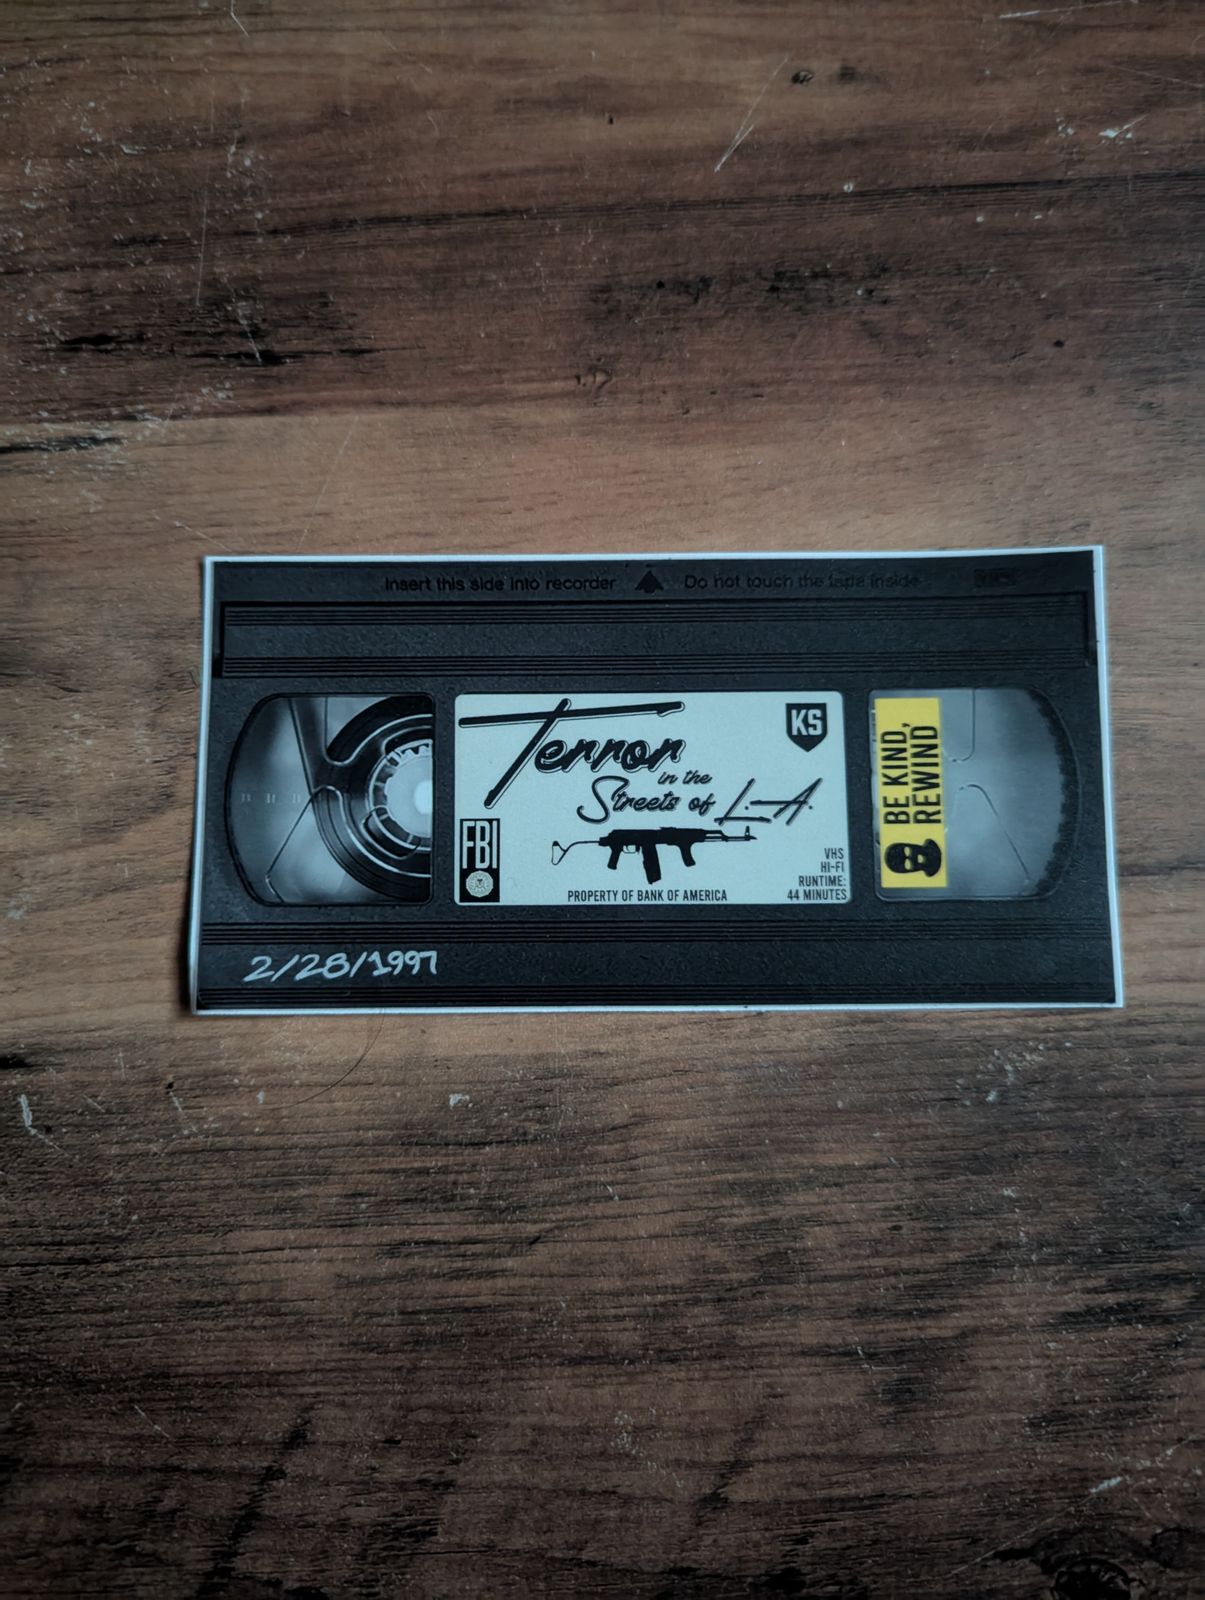 Insert this side into recorder Do not touch the tape inside VHS
Terror
in the
Streets of L.A.
KS
FBI
PROPERTY OF BANK OF AMERICA
VHS
HI-FI
RUNTIME:
44 MINUTES
BE KIND,
REWIND
2/28/1997